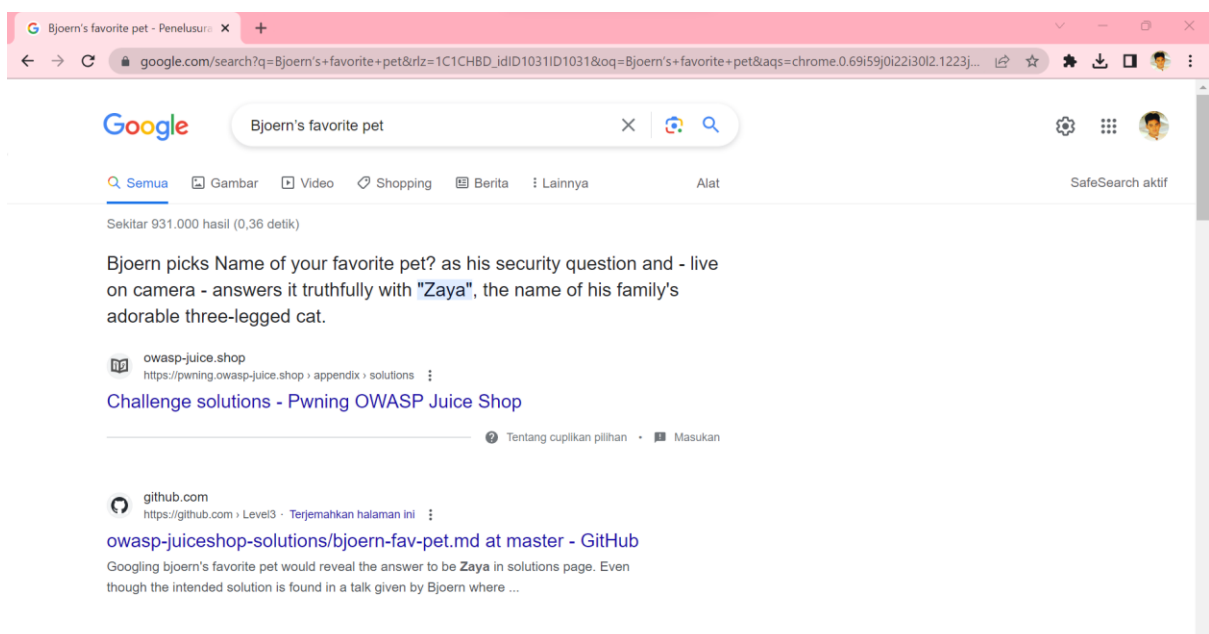 Bjoern's favorite pet - Penelusura
google.com/search?q=Bjoern's+favorite+pet&rlz=1C1CHBD_idID1031ID1031&oq=Bjoern's+favorite+pet&aqs=chrome.0.69i59j0i22i30l2.1223j...
Google
Bjoern's favorite pet
Semua Gambar Video Shopping Berita Lainnya Alat SafeSearch aktif
Sekitar 931.000 hasil (0,36 detik)
Bjoern picks Name of your favorite pet? as his security question and - live
on camera - answers it truthfully with "Zaya", the name of his family's
adorable three-legged cat.
owasp-juice.shop
https://pwning.owasp-juice.shop › appendix › solutions
Challenge solutions - Pwning OWASP Juice Shop
Tentang cuplikan pilihan • Masukan
github.com
https://github.com › Level3 · Terjemahkan halaman ini
owasp-juiceshop-solutions/bjoern-fav-pet.md at master - GitHub
Googling bjoern's favorite pet would reveal the answer to be Zaya in solutions page. Even
though the intended solution is found in a talk given by Bjoern where ...